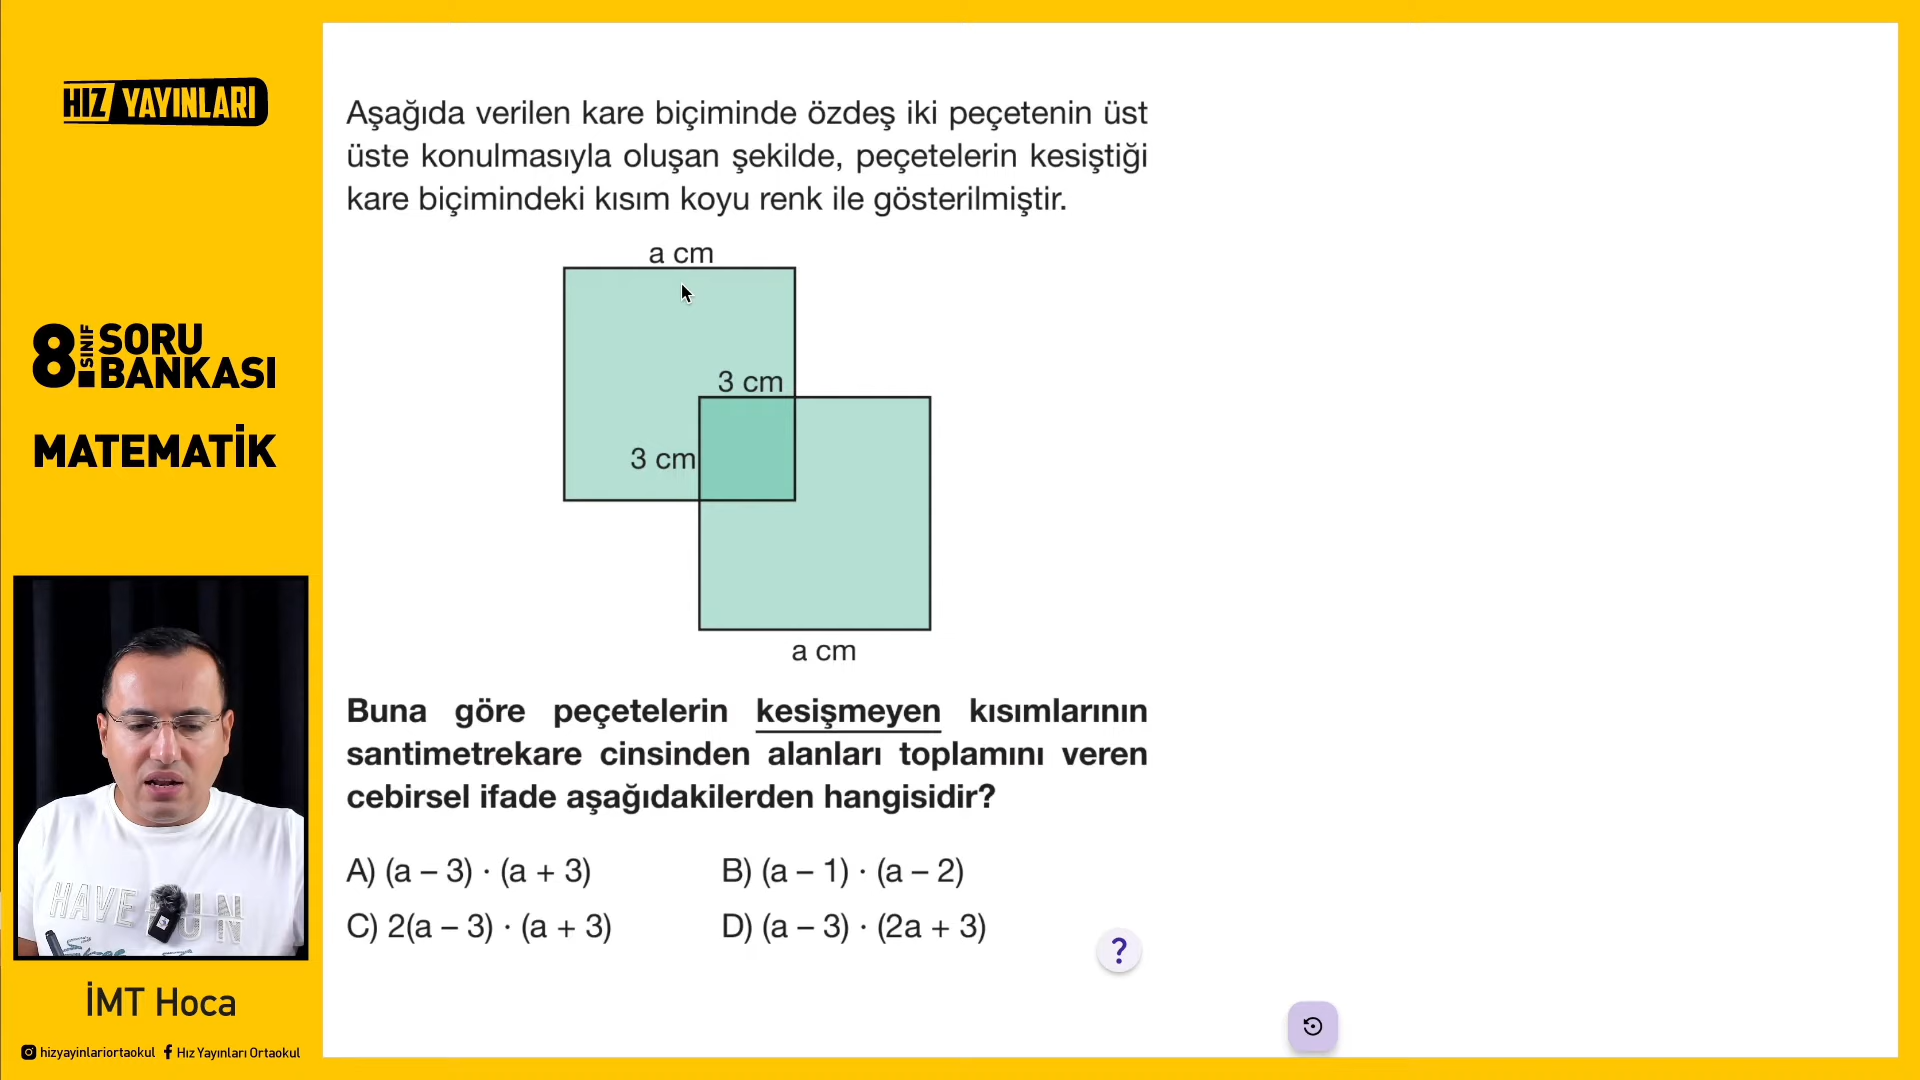 HIZ YAYINLARI
8. SINIF SORU BANKASI
MATEMATİK
Aşağıda verilen kare biçiminde özdeş iki peçetenin üst
üste konulmasıyla oluşan şekilde, peçetelerin kesiştiği
kare biçimindeki kısım koyu renk ile gösterilmiştir.
a cm
3 cm
3 cm
a cm
Buna göre peçetelerin kesişmeyen kısımlarının
santimetrekare cinsinden alanları toplamını veren
cebirsel ifade aşağıdakilerden hangisidir?
A) (a – 3) · (a + 3) B) (a – 1) · (a – 2)
C) 2(a – 3) · (a + 3) D) (a – 3) · (2a + 3)
?
HAVE
İMT Hoca
hizyayinlariortaokul Hız Yayınları Ortaokul